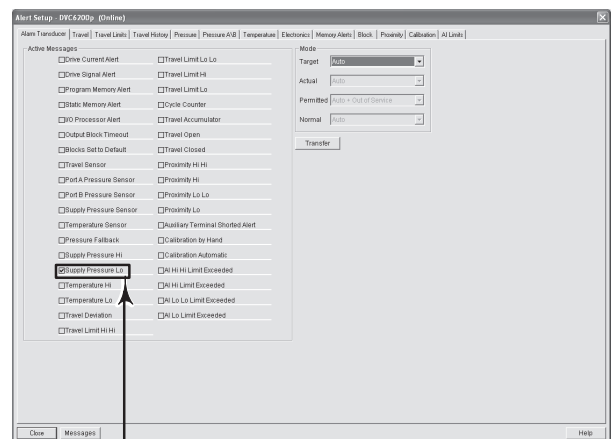 Alert Setup - DVC6200p (Online)
Alarm Tranducer Travel Travel Limits Travel History Pressure Pressure A\B Temperature Electronics Memory Alerts Block Proximity Calibration AI Limits
Active Messages
Drive Current Alert
Drive Signal Alert
Program Memory Alert
Static Memory Alert
I/O Processor Alert
Output Block Timeout
Blocks Set to Default
Travel Sensor
Port A Pressure Sensor
Port B Pressure Sensor
Supply Pressure Sensor
Temperature Sensor
Pressure Fallback
Supply Pressure Hi
Supply Pressure Lo
Temperature Hi
Temperature Lo
Travel Deviation
Travel Limit Hi Hi
Travel Limit Lo Lo
Travel Limit Hi
Travel Limit Lo
Cycle Counter
Travel Accumulator
Travel Open
Travel Closed
Proximity Hi Hi
Proximity Hi
Proximity Lo Lo
Proximity Lo
Auxiliary Terminal Shorted Alert
Calibration by Hand
Calibration Automatic
AI Hi Hi Limit Exceeded
AI Hi Limit Exceeded
AI Lo Lo Limit Exceeded
AI Lo Limit Exceeded
Mode
Target Auto
Actual Auto
Permitted Auto + Out of Service
Normal Auto
Transfer
Close Messages Help